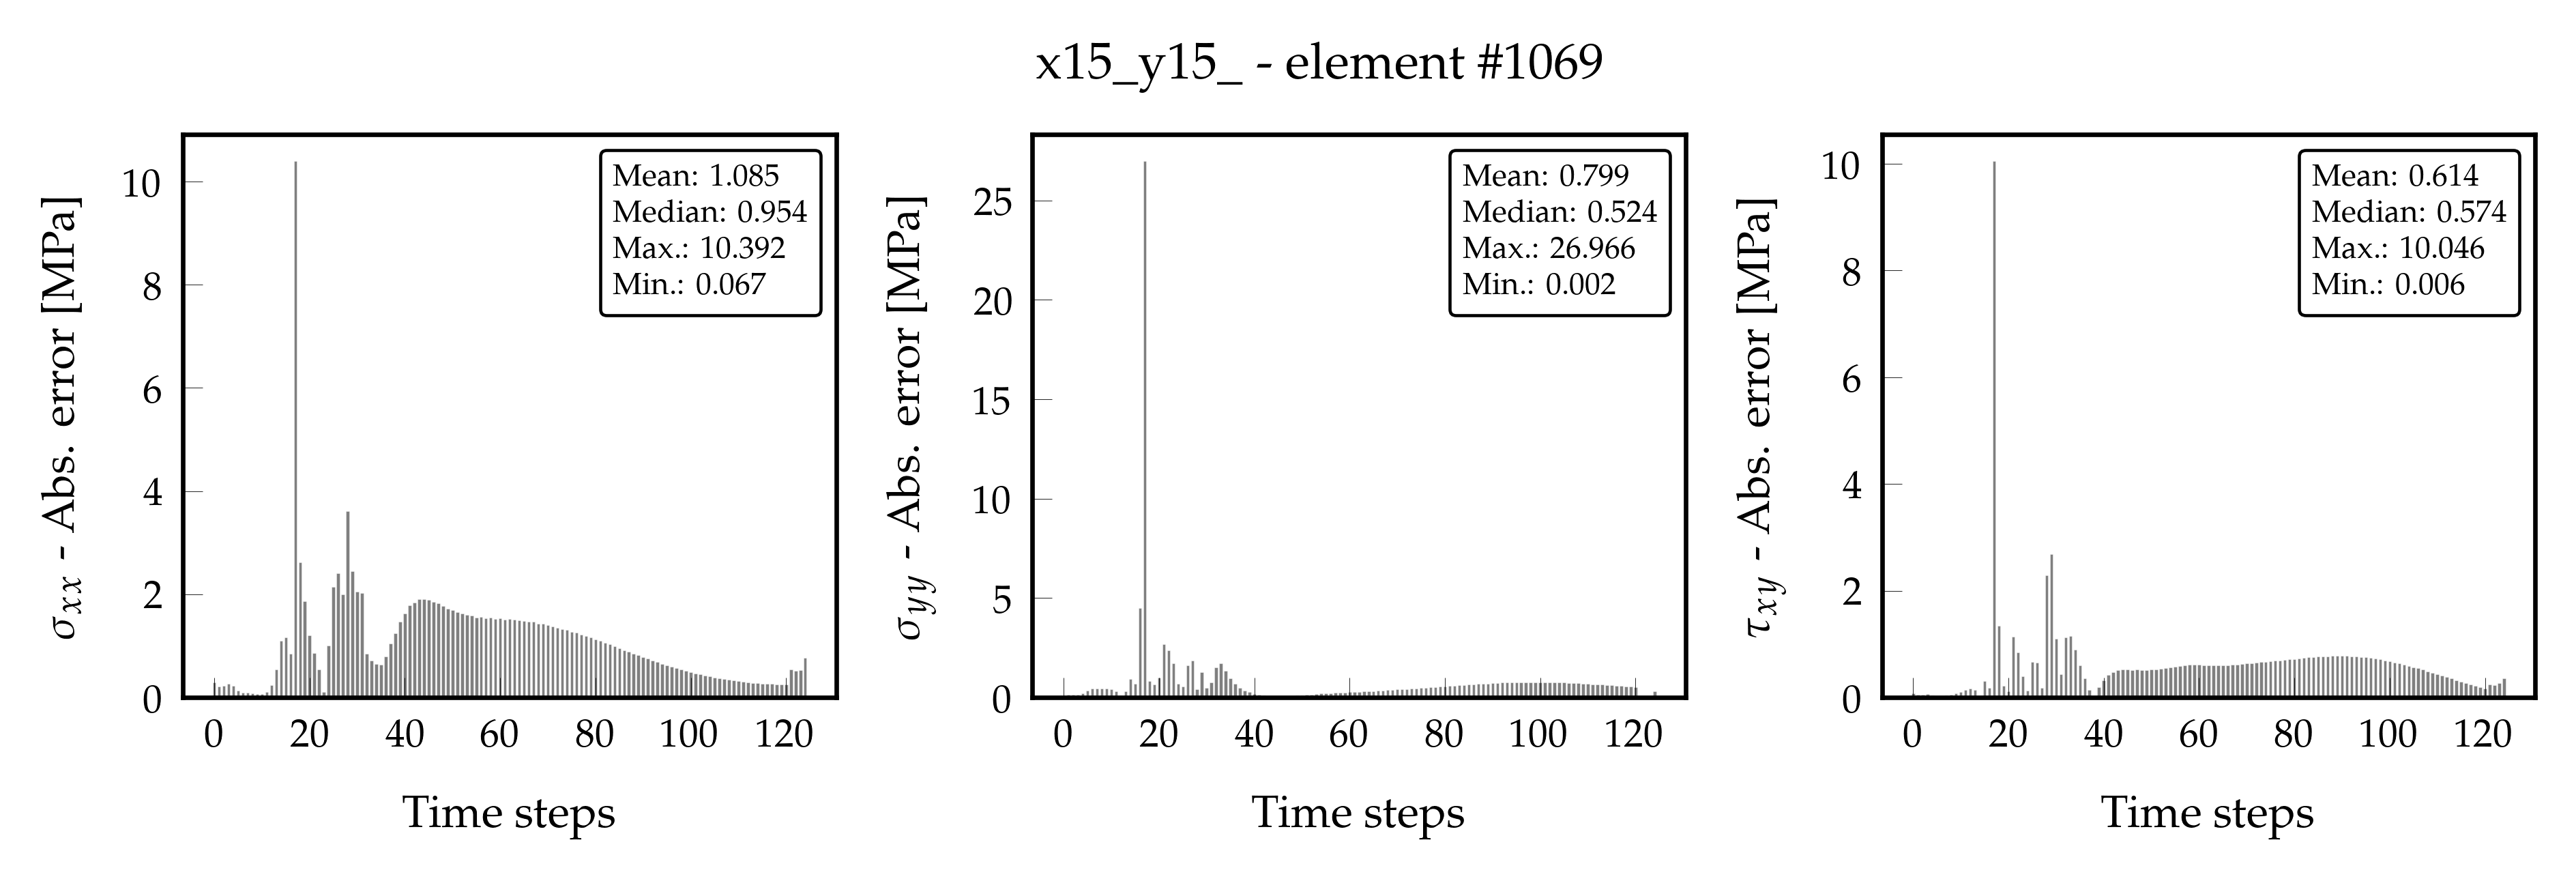 x15_y15_ - element #1069
σxx - Abs. error [MPa]
10
8
6
4
2
0
Mean: 1.085
Median: 0.954
Max.: 10.392
Min.: 0.067
0 20 40 60 80 100 120
Time steps
σyy - Abs. error [MPa]
25
20
15
10
5
0
Mean: 0.799
Median: 0.524
Max.: 26.966
Min.: 0.002
0 20 40 60 80 100 120
Time steps
τxy - Abs. error [MPa]
10
8
6
4
2
0
Mean: 0.614
Median: 0.574
Max.: 10.046
Min.: 0.006
0 20 40 60 80 100 120
Time steps